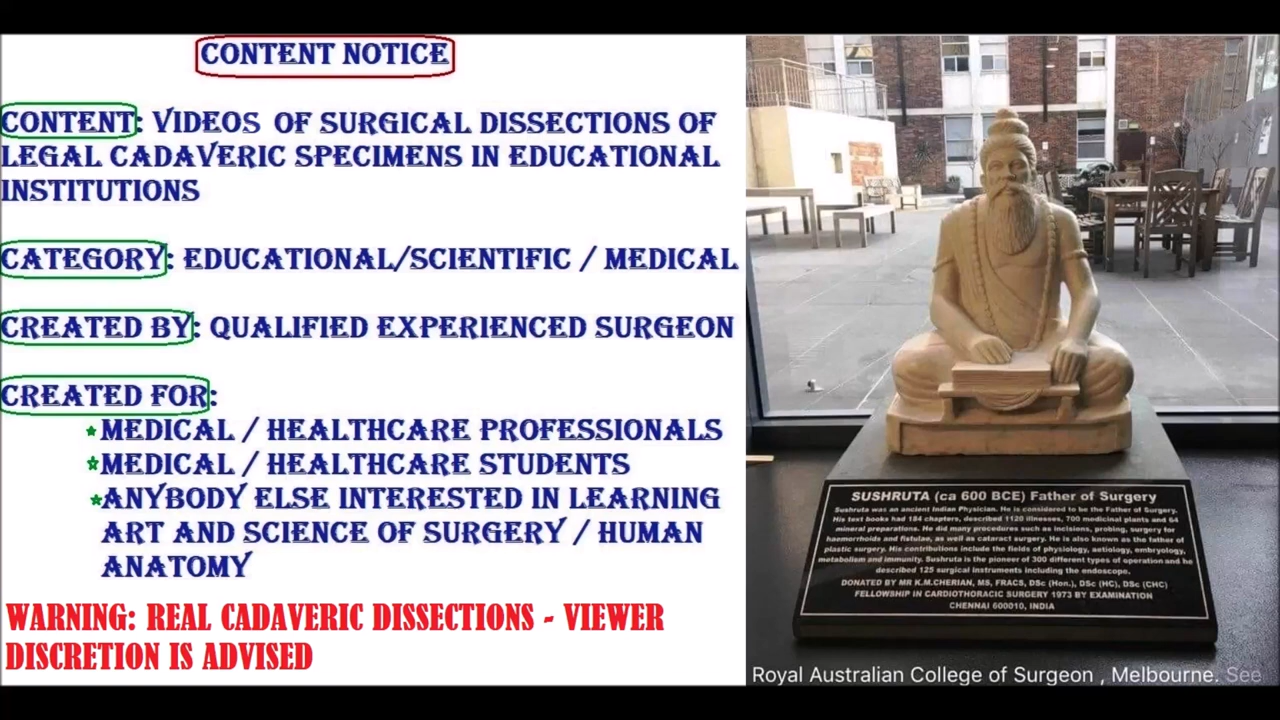 CONTENT NOTICE
CONTENT: VIDEOS OF SURGICAL DISSECTIONS OF
LEGAL CADAVERIC SPECIMENS IN EDUCATIONAL
INSTITUTIONS
CATEGORY: EDUCATIONAL/SCIENTIFIC / MEDICAL
CREATED BY: QUALIFIED EXPERIENCED SURGEON
CREATED FOR:
*MEDICAL / HEALTHCARE PROFESSIONALS
*MEDICAL / HEALTHCARE STUDENTS
*ANYBODY ELSE INTERESTED IN LEARNING
ART AND SCIENCE OF SURGERY / HUMAN
ANATOMY
WARNING: REAL CADAVERIC DISSECTIONS - VIEWER
DISCRETION IS ADVISED
SUSHRUTA (ca 600 BCE) Father of Surgery
Sushruta was an ancient Indian Physician. He is considered to be the Father of Surgery.
His text books had 184 chapters, described 1120 illnesses, 700 medicinal plants and 64
mineral preparations. He did many procedures such as incisions, probing, surgery for
haemorrhoids and fistulae, as well as cataract surgery. He is also known as the father of
plastic surgery. His contributions include the fields of physiology, aetiology, embryology,
metabolism and immunity. Sushruta is the pioneer of 300 different types of operation and he
described 125 surgical instruments including the endoscope.
DONATED BY MR K.M.CHERIAN, MS, FRACS, DSc (Hon.), DSc (HC), DSc (CHC)
FELLOWSHIP IN CARDIOTHORACIC SURGERY 1973 BY EXAMINATION
CHENNAI 600010, INDIA
Royal Australian College of Surgeon , Melbourne. See